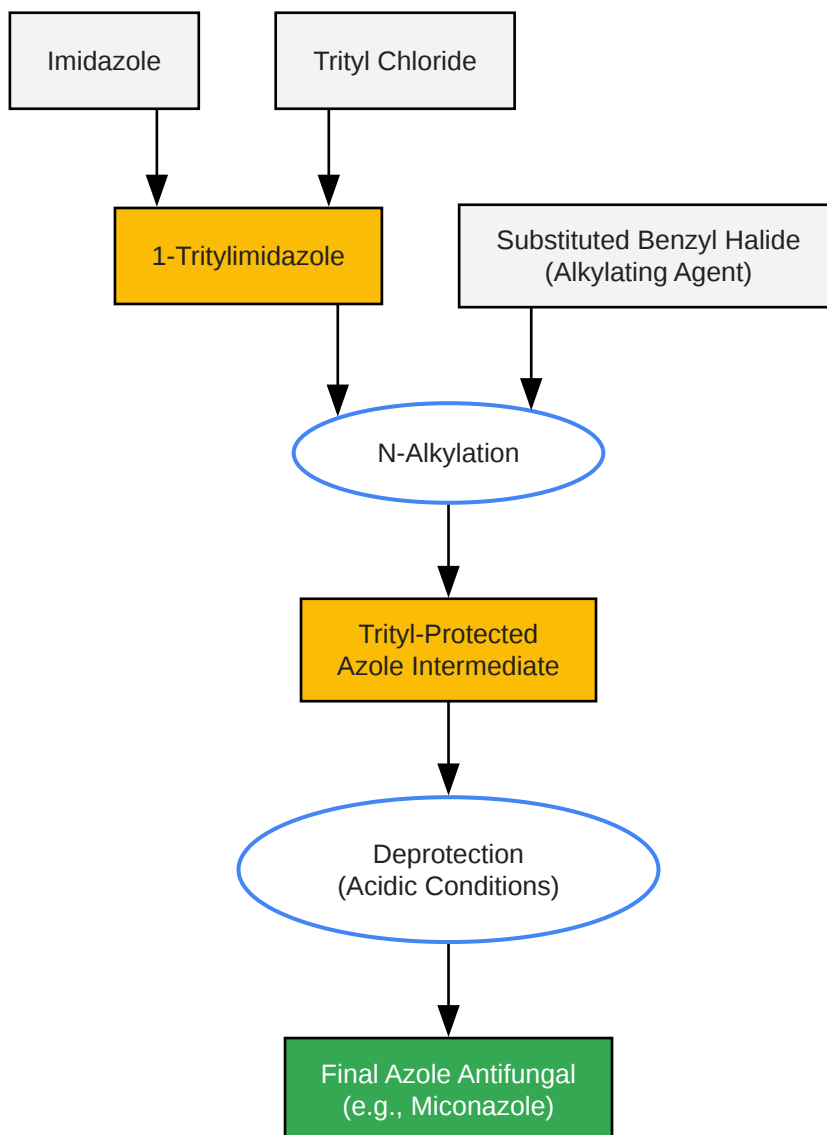 Imidazole
Trityl Chloride
1-Tritylimidazole
Substituted Benzyl Halide
(Alkylating Agent)
N-Alkylation
Trityl-Protected
Azole Intermediate
Deprotection
(Acidic Conditions)
Final Azole Antifungal
(e.g., Miconazole)